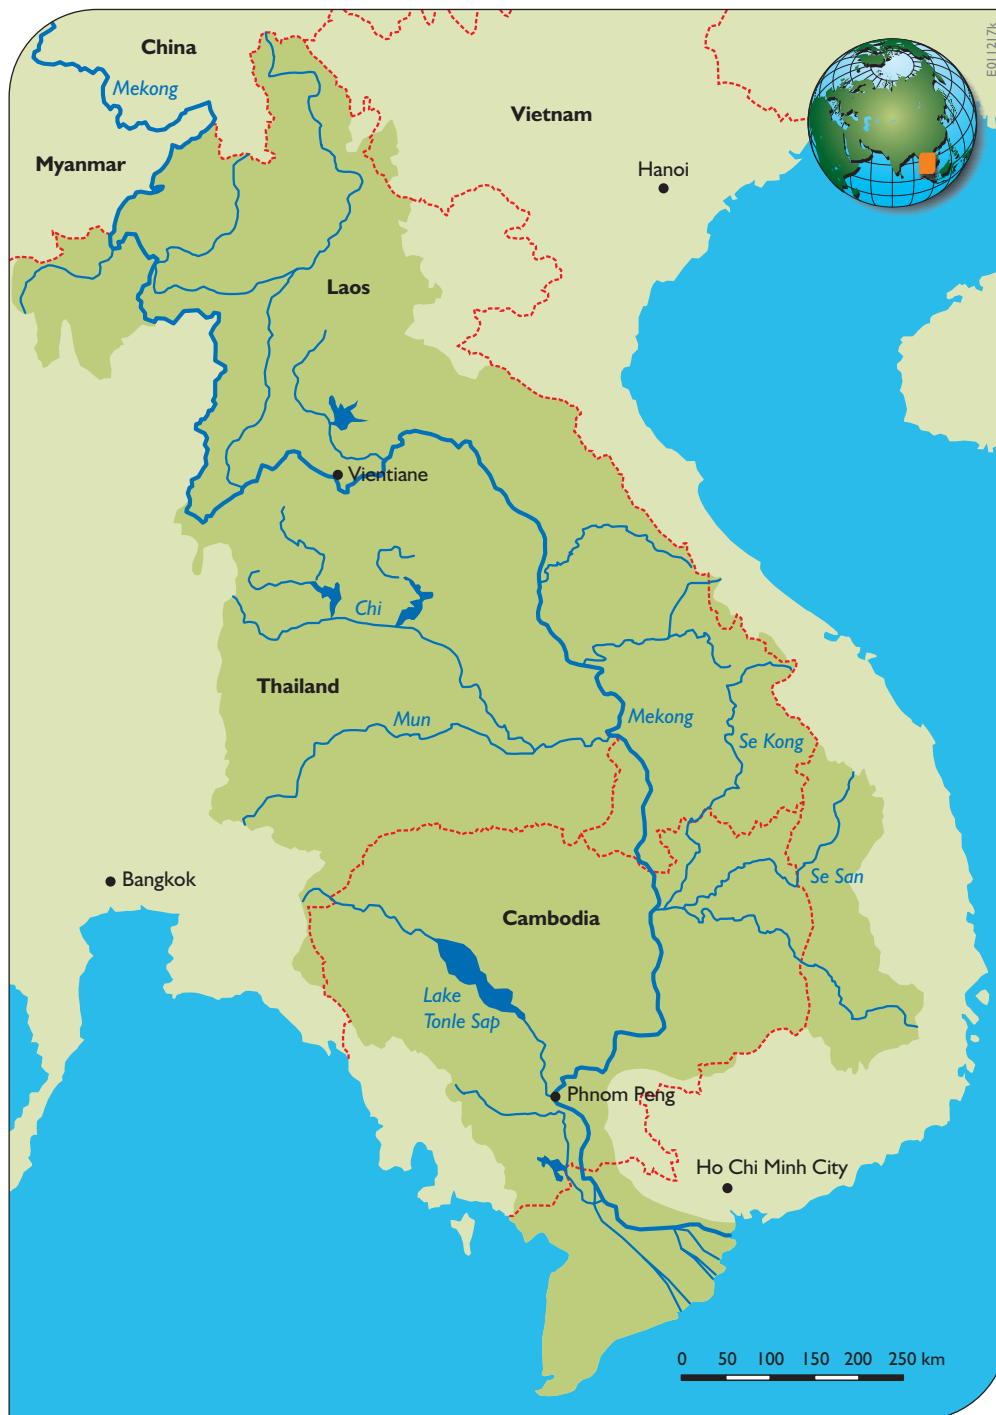 China
E011217k
Mekong
Vietnam
Myanmar
Hanoi
Laos
Vientiane
Chi
Thailand
Mun
Mekong
Se Kong
Se San
Bangkok
Cambodia
Lake
Tonle Sap
Phnom Peng
Ho Chi Minh City
0 50 100 150 200 250 km